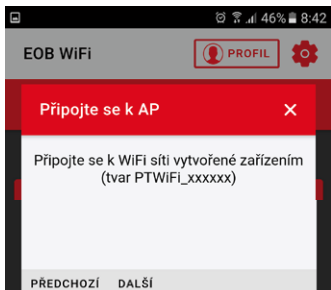 46% 8:42
EOB WiFi
PROFIL
Připojte se k AP
Připojte se k WiFi síti vytvořené zařízením
(tvar PTWiFi_xxxxxx)
PŘEDCHOZÍ DALŠÍ